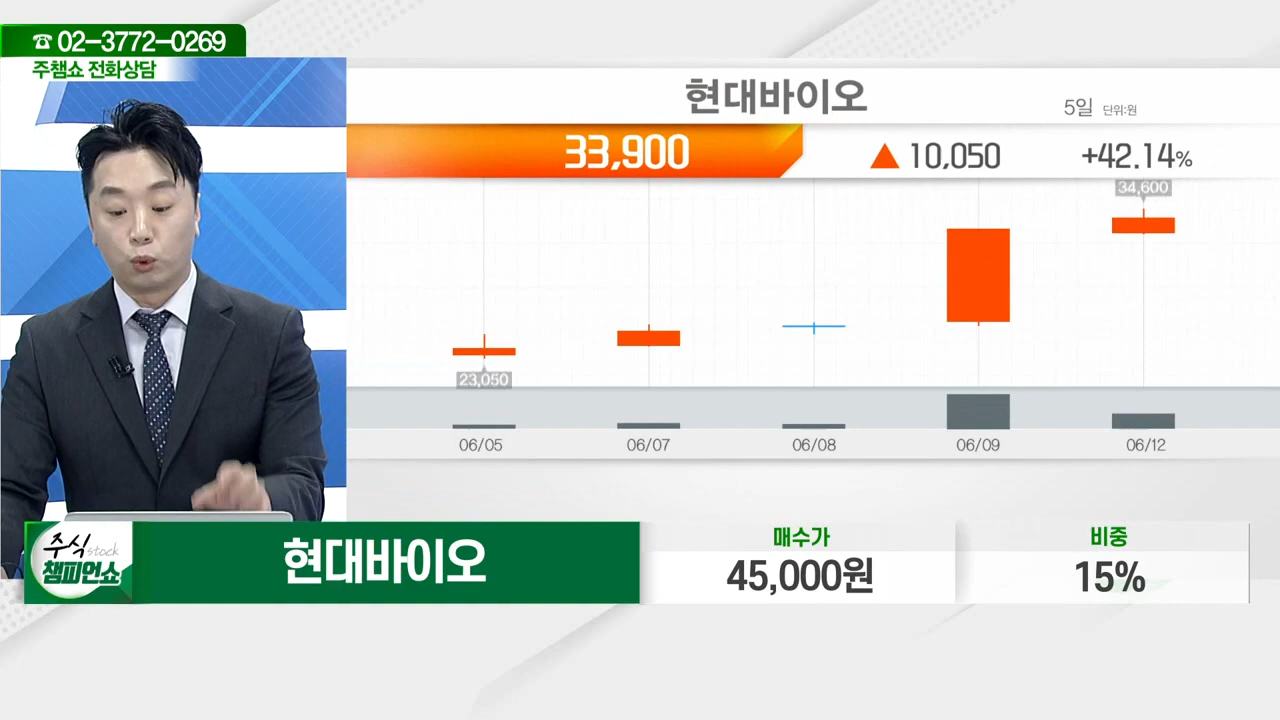 ☎ 02-3772-0269
주챔쇼 전화상담
현대바이오
5일 단위:원
33,900 ▲ 10,050 +42.14%
34,600
23,050
06/05 06/07 06/08 06/09 06/12
주식 stock
챔피언쇼
현대바이오
매수가
45,000원
비중
15%